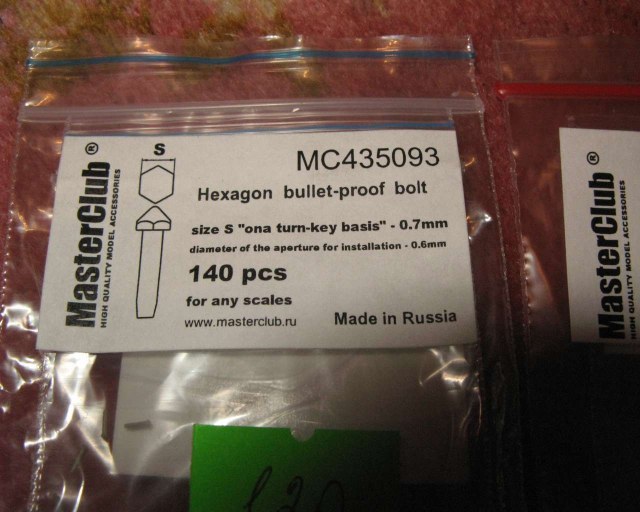 MasterClub®
HIGH QUALITY MODEL ACCESSORIES
S
MC435093
Hexagon bullet-proof bolt
size S "ona turn-key basis" - 0.7mm
diameter of the aperture for installation - 0.6mm
140 pcs
for any scales
www.masterclub.ru Made in Russia
MasterClub®
HIGH QUALITY MODEL ACCESSORIES